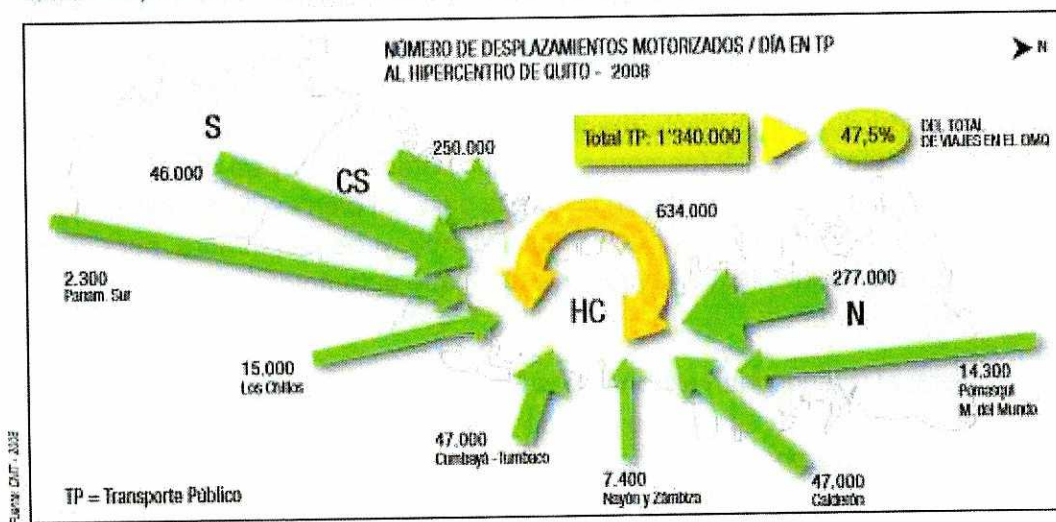 NÚMERO DE DESPLAZAMIENTOS MOTORIZADOS / DÍA EN TP
AL HIPERCENTRO DE QUITO - 2008
N
Total TP: 1'340.000
47,5%
DEL TOTAL
DE VIAJES EN EL DMQ
S
46.000
CS
250.000
634.000
2.300
Panam. Sur
HC
277.000
N
15.000
Los Chillos
14.300
Pomasqui
M. del Mundo
47.000
Cumbayá - Tumbaco
7.400
Nayón y Zámbiza
47,000
Calderón
TP = Transporte Público